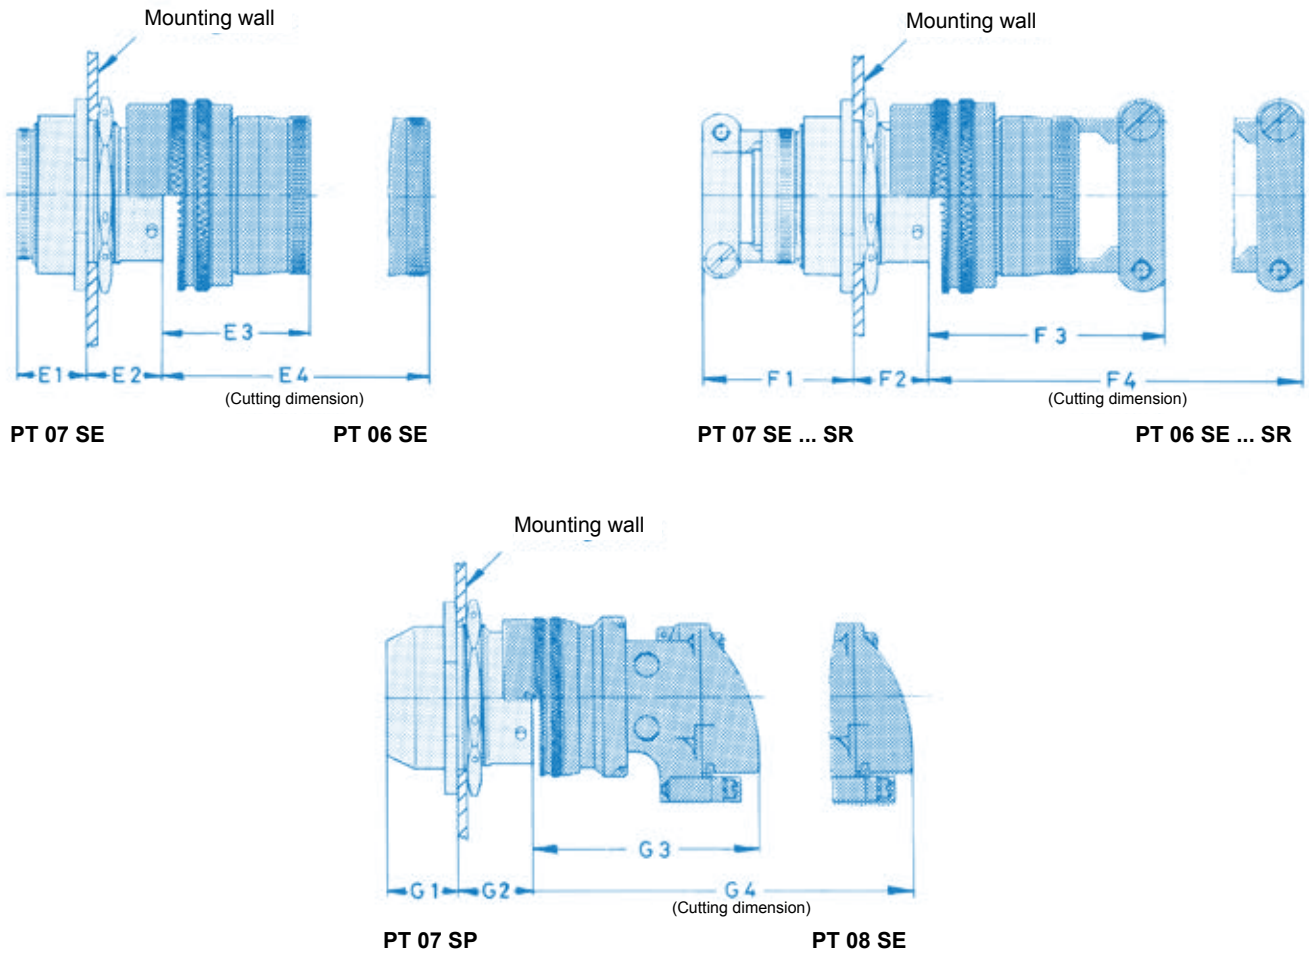 Mounting wall
Mounting wall
E3
F3
E1 E2 E4
F1 F2 F4
(Cutting dimension)
(Cutting dimension)
PT 07 SE PT 06 SE
PT 07 SE ... SR PT 06 SE ... SR
Mounting wall
G3
G1 G2 G4
(Cutting dimension)
PT 07 SP PT 08 SE